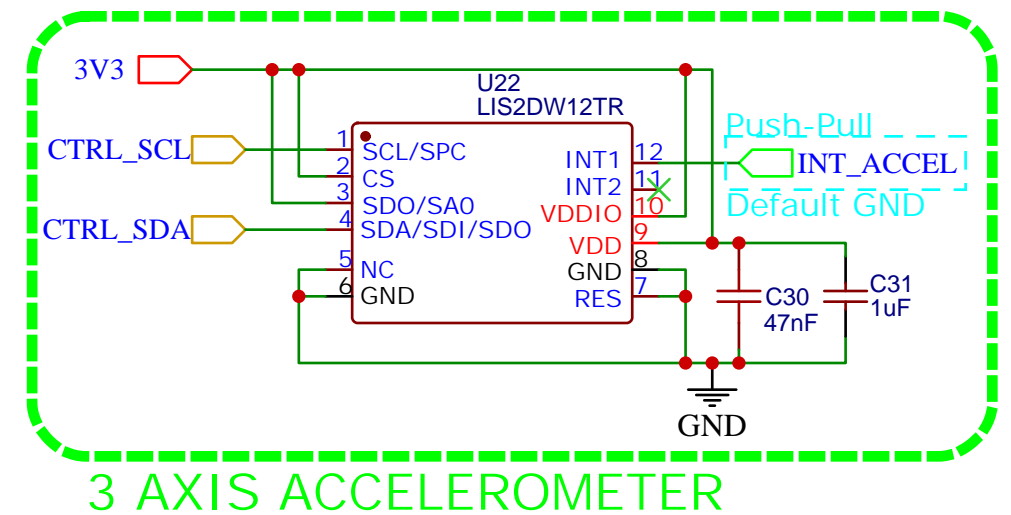 3V3
U22
LIS2DW12TR
Push-Pull
CTRL_SCL
1
SCL/SPC
INT1
12
INT_ACCEL
2
CS
INT2
11
3
SDO/SA0
VDDIO
10
Default GND
CTRL_SDA
4
SDA/SDI/SDO
VDD
9
5
NC
GND
8
6
GND
RES
7
C30
47nF
C31
1uF
GND
3 AXIS ACCELEROMETER